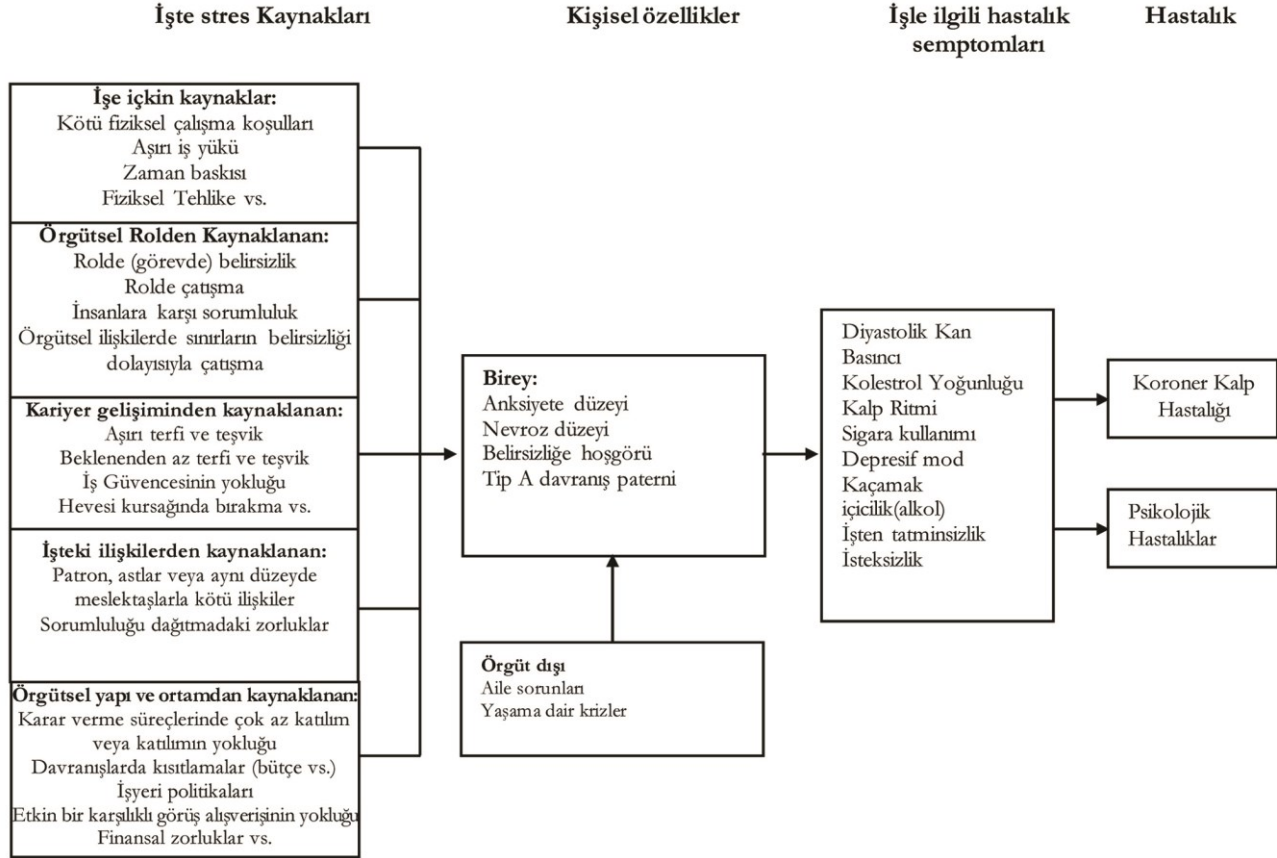 İşte stres Kaynakları
Kişisel özellikler
İşle ilgili hastalık
semptomları
Hastalık
İşe içkin kaynaklar:
Kötü fiziksel çalışma koşulları
Aşırı iş yükü
Zaman baskısı
Fiziksel Tehlike vs.
Örgütsel Rolden Kaynaklanan:
Rolde (görevde) belirsizlik
Rolde çatışma
İnsanlara karşı sorumluluk
Örgütsel ilişkilerde sınırların belirsizliği
dolayısıyla çatışma
Kariyer gelişiminden kaynaklanan:
Aşırı terfi ve teşvik
Beklenenden az terfi ve teşvik
İş Güvencesinin yokluğu
Hevesi kursağında bırakma vs.
İşteki ilişkilerden kaynaklanan:
Patron, astlar veya aynı düzeyde
meslektaşlarla kötü ilişkiler
Sorumluluğu dağıtmadaki zorluklar
Örgütsel yapı ve ortamdan kaynaklanan:
Karar verme süreçlerinde çok az katılım
veya katılımın yokluğu
Davranışlarda kısıtlamalar (bütçe vs.)
İşyeri politikaları
Etkin bir karşılıklı görüş alışverişinin yokluğu
Finansal zorluklar vs.
Birey:
Anksiyete düzeyi
Nevroz düzeyi
Belirsizliğe hoşgörü
Tip A davranış paterni
Örgüt dışı
Aile sorunları
Yaşama dair krizler
Diyastolik Kan
Basıncı
Kolestrol Yoğunluğu
Kalp Ritmi
Sigara kullanımı
Depresif mod
Kaçamak
içicilik(alkol)
İşten tatminsizlik
İsteksizlik
Koroner Kalp
Hastalığı
Psikolojik
Hastalıklar